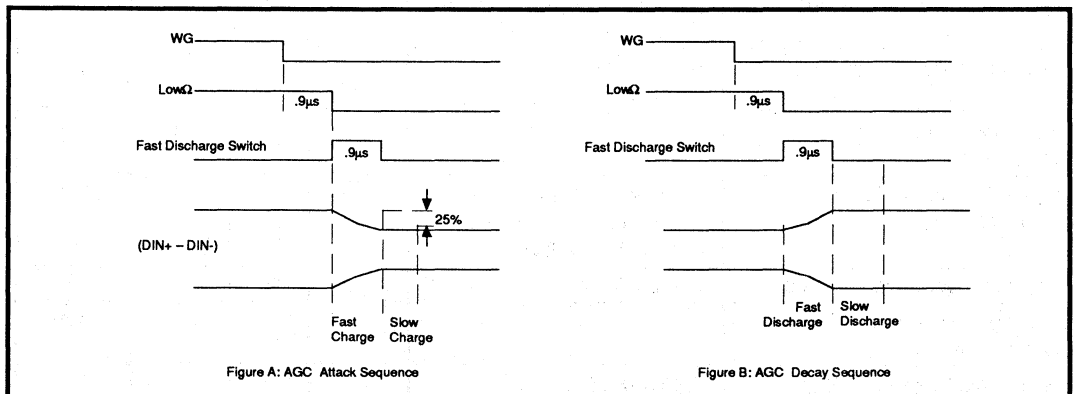 WG
LowΩ
.9µs
Fast Discharge Switch
.9µs
25%
(DIN+ – DIN-)
Fast Charge
Slow Charge
Figure A: AGC Attack Sequence
WG
LowΩ
.9µs
Fast Discharge Switch
.9µs
Fast Discharge
Slow Discharge
Figure B: AGC Decay Sequence